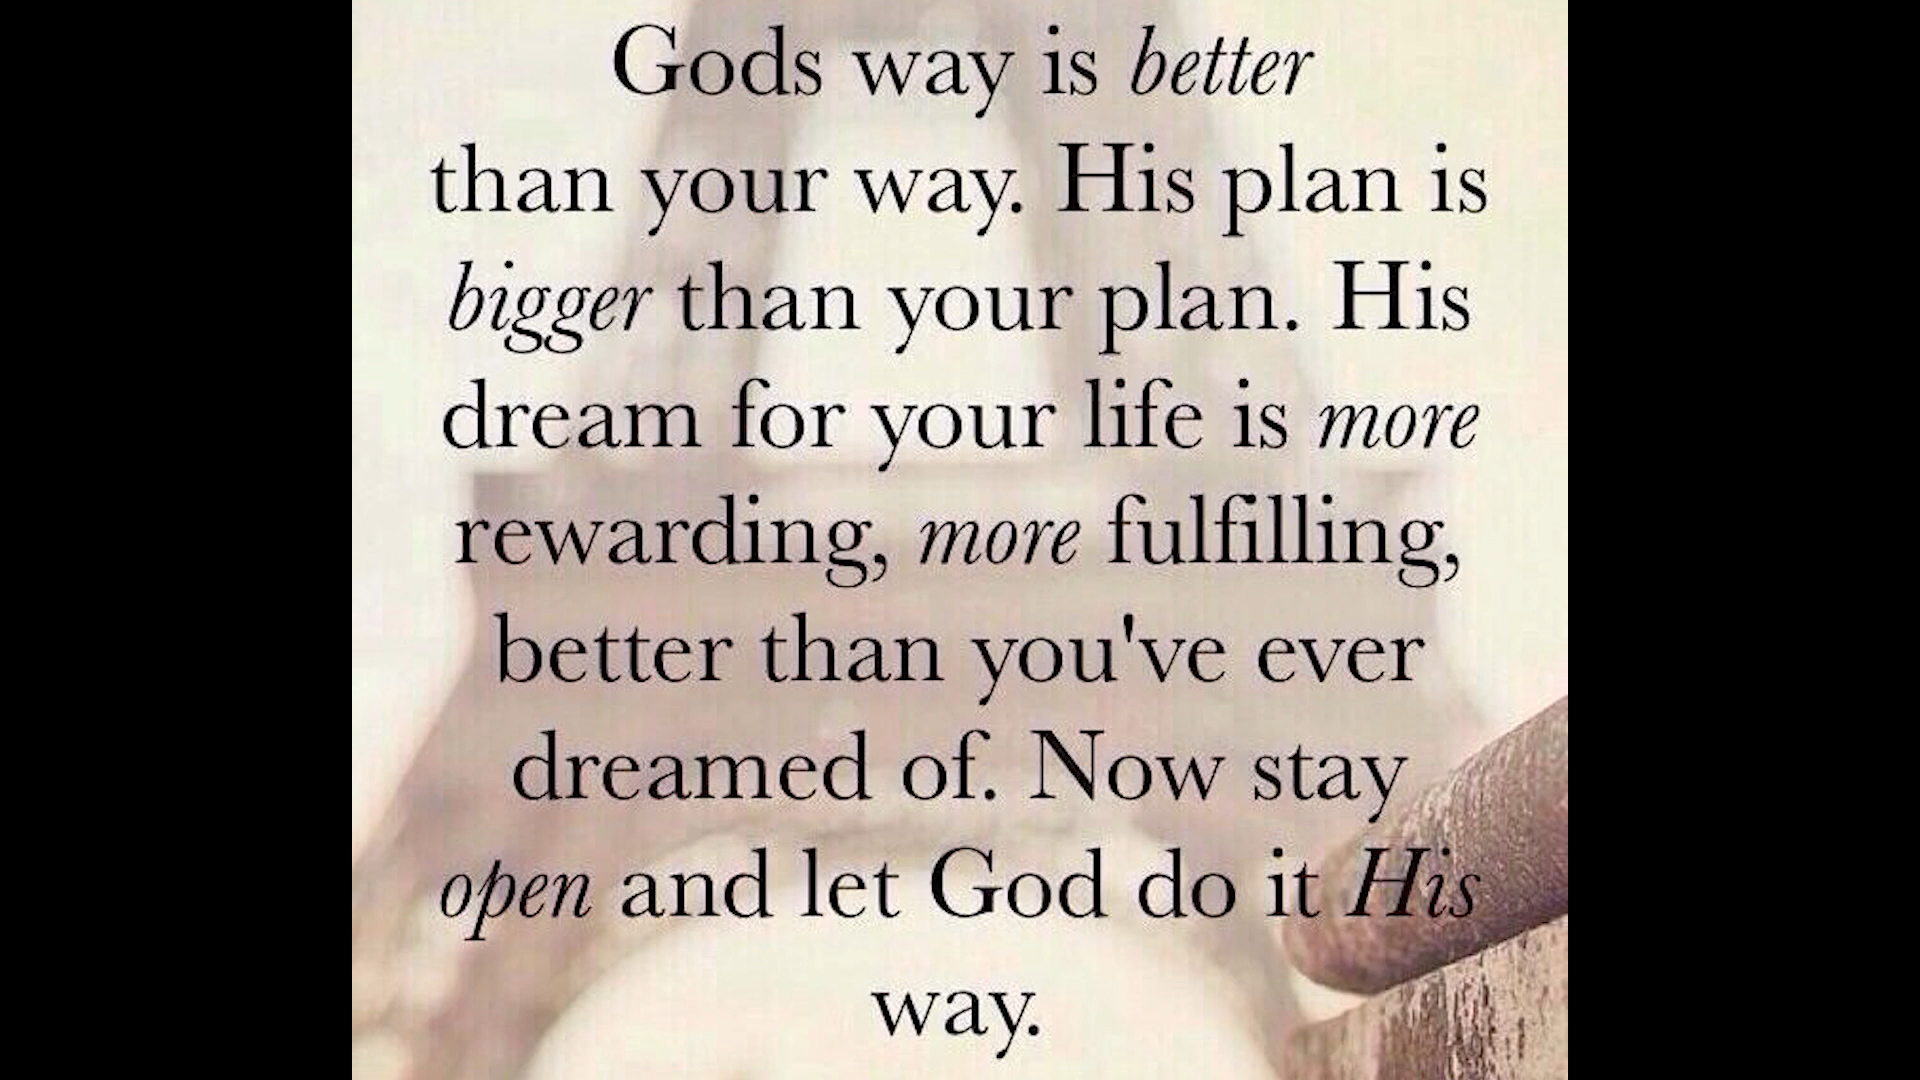 Gods way is better
than your way. His plan is
bigger than your plan. His
dream for your life is more
rewarding, more fulfilling,
better than you've ever
dreamed of. Now stay
open and let God do it His
way.